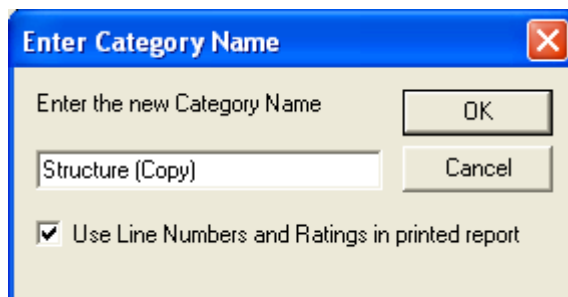 Enter Category Name
Enter the new Category Name
OK
Structure (Copy)
Cancel
Use Line Numbers and Ratings in printed report